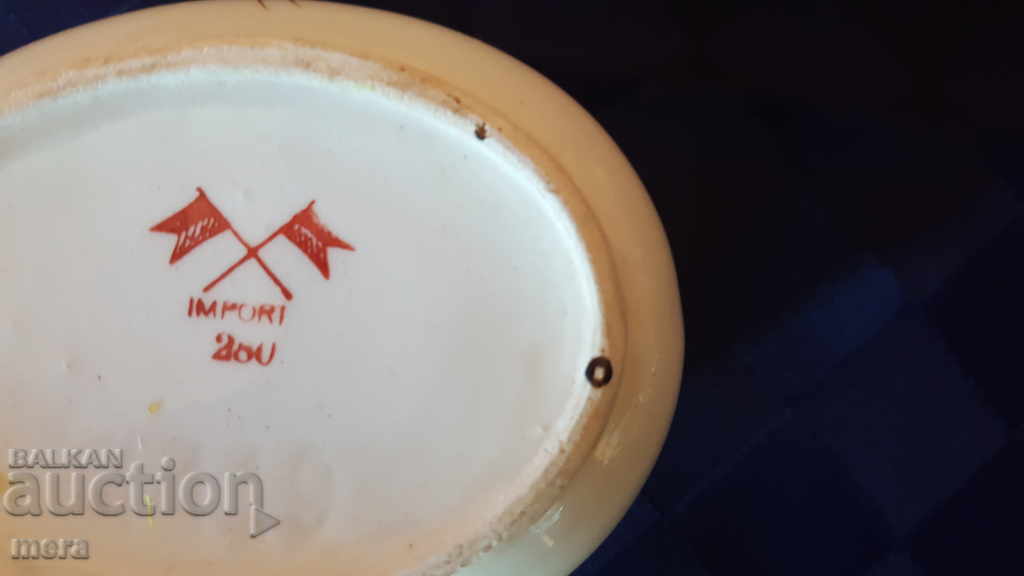 IMPORT
250
BALKAN
auction
mera